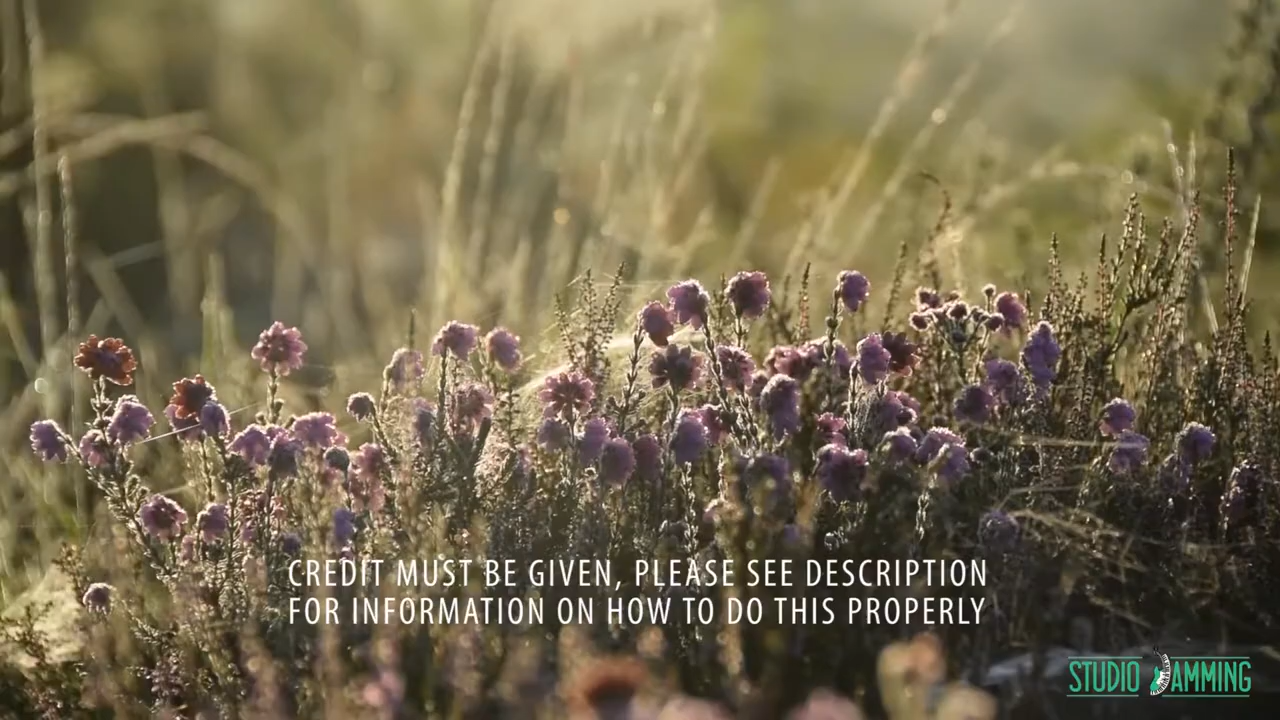 CREDIT MUST BE GIVEN, PLEASE SEE DESCRIPTION
FOR INFORMATION ON HOW TO DO THIS PROPERLY
STUDIO JAMMING